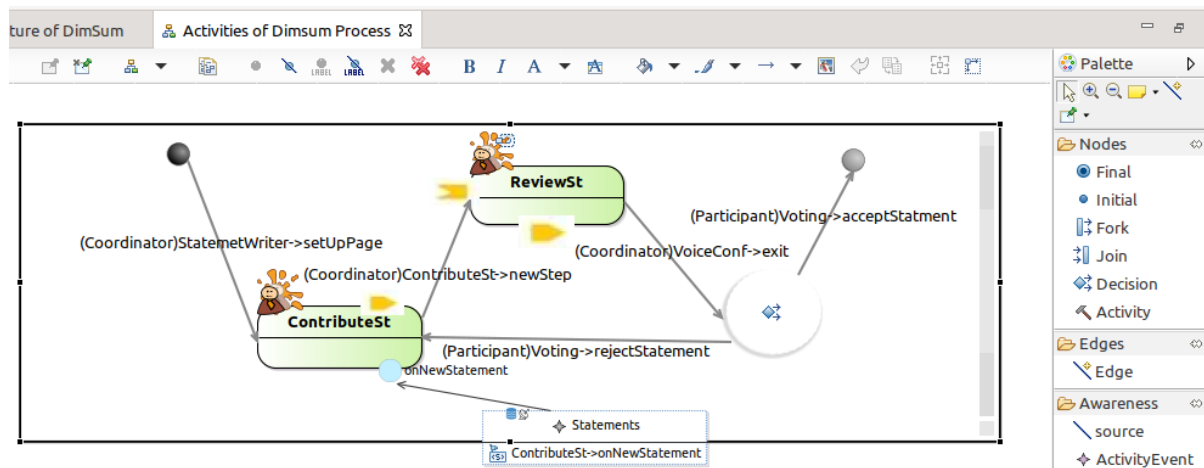 ture of DimSum
Activities of Dimsum Process
LABEL LABEL B I A
Palette
Nodes
Final
Initial
Fork
Join
Decision
Activity
Edges
Edge
Awareness
source
ActivityEvent
ReviewSt
(Participant)Voting->acceptStatment
(Coordinator)StatemetWriter->setUpPage
(Coordinator)VoiceConf->exit
(Coordinator)ContributeSt->newStep
ContributeSt
(Participant)Voting->rejectStatement
onNewStatement
Statements
<S> ContributeSt->onNewStatement